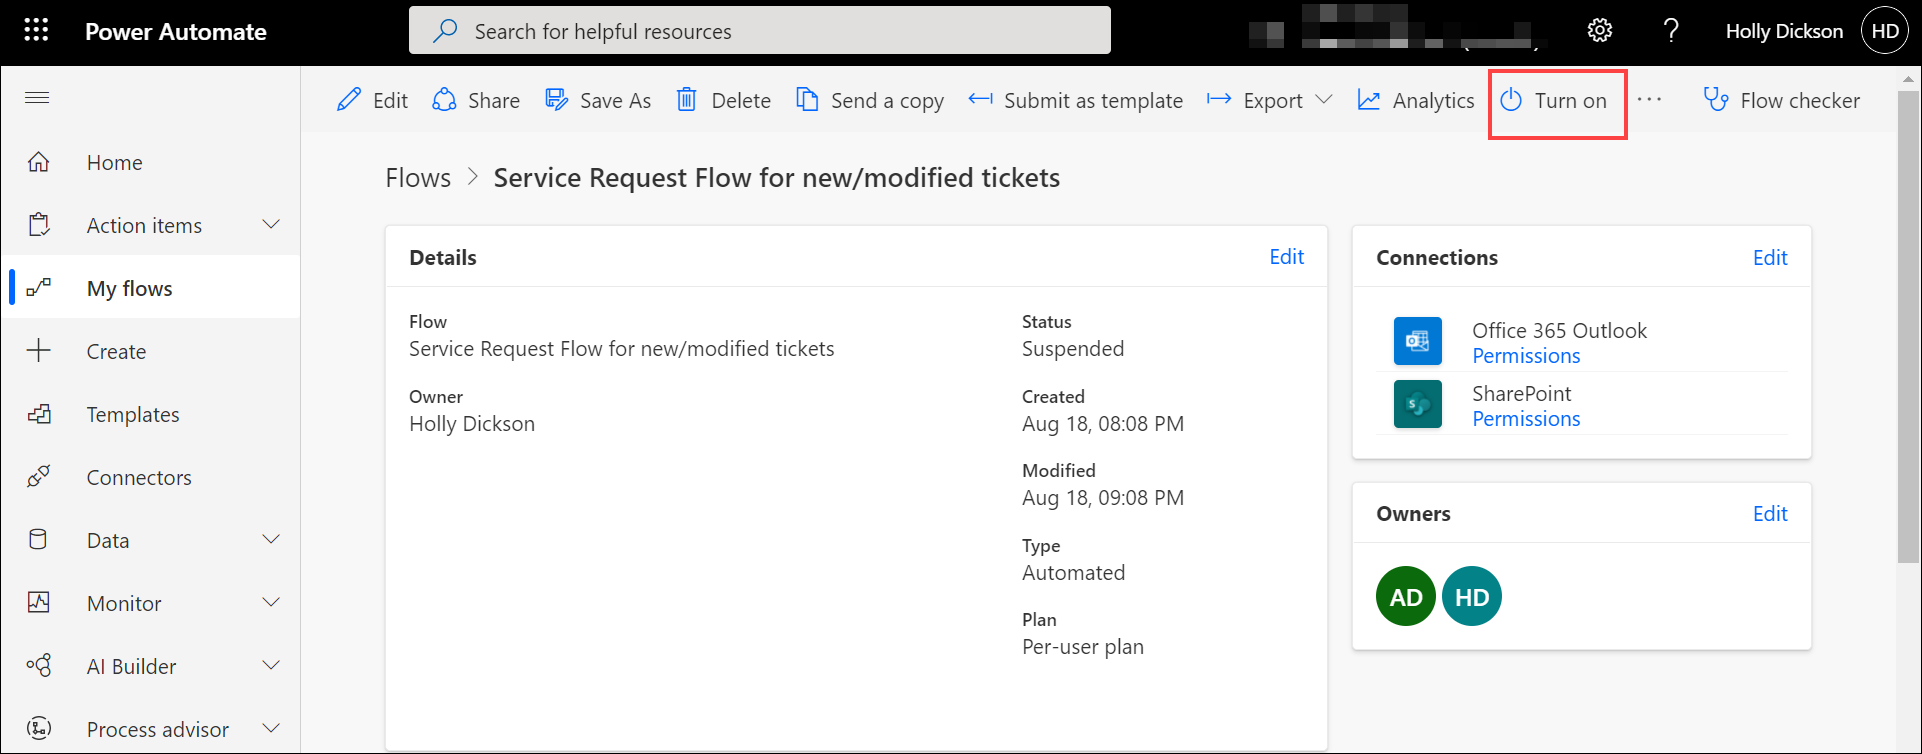 Power Automate
Search for helpful resources
?
Holly Dickson
HD
Edit
Share
Save As
Delete
Send a copy
Submit as template
Export
Analytics
Turn on
...
Flow checker
Home
Action items
My flows
Create
Templates
Connectors
Data
Monitor
AI Builder
Process advisor
Flows > Service Request Flow for new/modified tickets
Details
Edit
Flow
Service Request Flow for new/modified tickets
Owner
Holly Dickson
Status
Suspended
Created
Aug 18, 08:08 PM
Modified
Aug 18, 09:08 PM
Type
Automated
Plan
Per-user plan
Connections
Edit
Office 365 Outlook
Permissions
SharePoint
Permissions
Owners
Edit
AD
HD